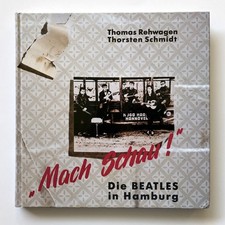 Thomas Rehwagen
Thorsten Schmidt
„Mach Schau!"
Die BEATLES
in Hamburg